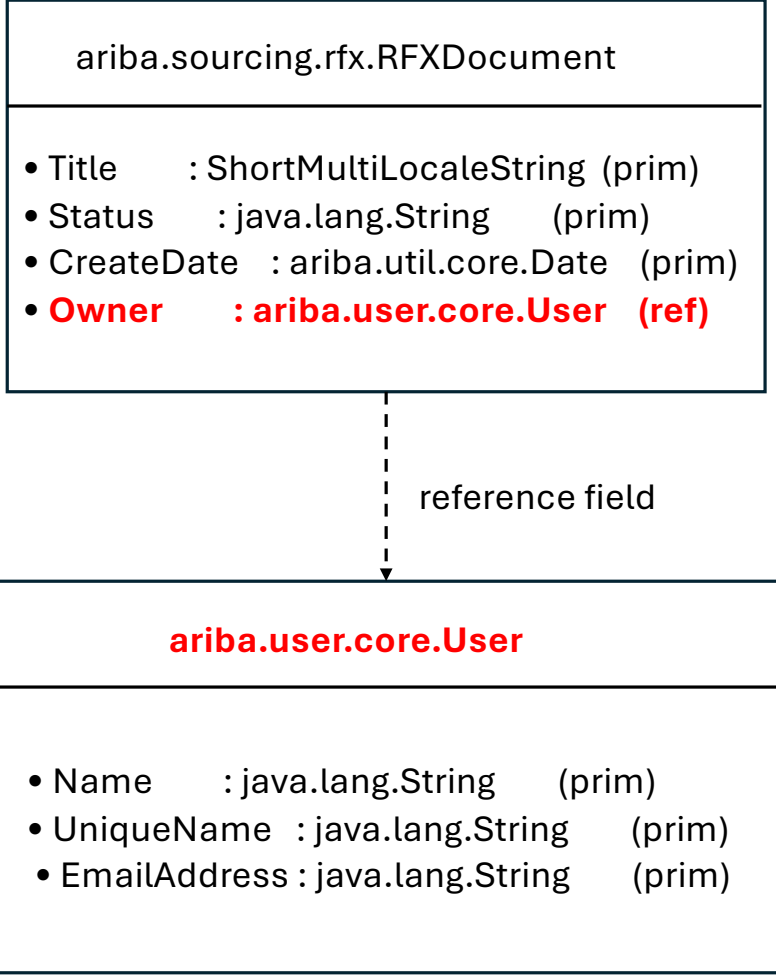 ariba.sourcing.rfx.RFXDocument
• Title : ShortMultiLocaleString (prim)
• Status : java.lang.String (prim)
• CreateDate : ariba.util.core.Date (prim)
• Owner : ariba.user.core.User (ref)
reference field
ariba.user.core.User
• Name : java.lang.String (prim)
• UniqueName : java.lang.String (prim)
• EmailAddress : java.lang.String (prim)